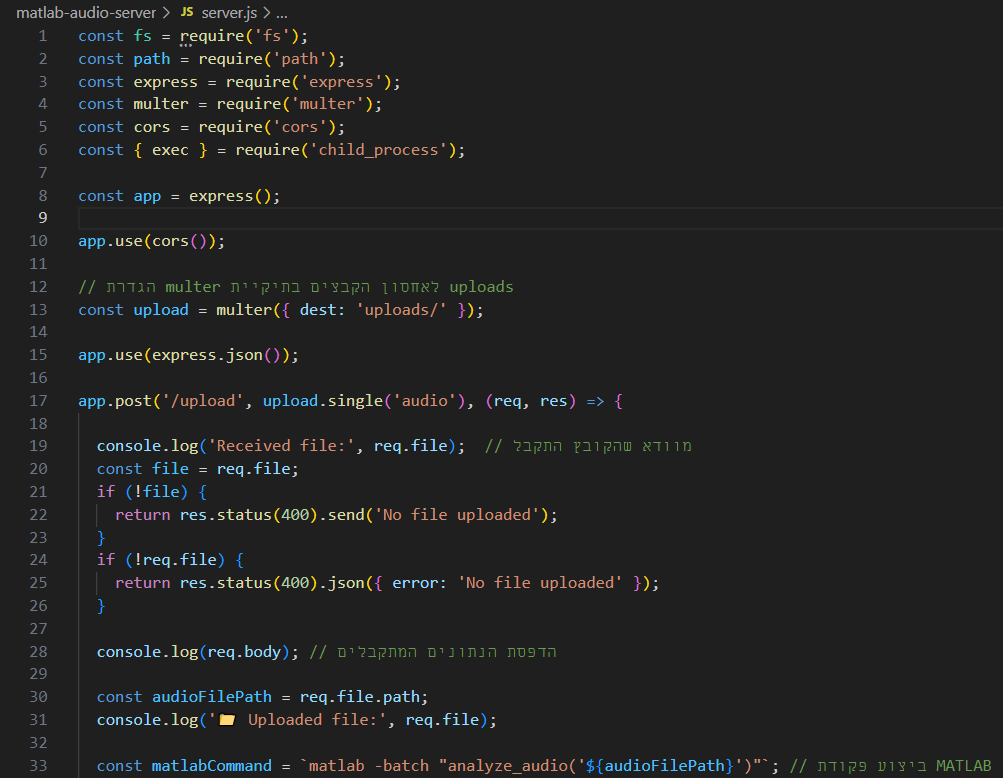 matlab-audio-server > JS server.js > ...
1 const fs = require('fs');
2 const path = require('path');
3 const express = require('express');
4 const multer = require('multer');
5 const cors = require('cors');
6 const { exec } = require('child_process');
7
8 const app = express();
9
10 app.use(cors());
11
12 // הגדרת multer לאחסון הקבצים בתיקיית uploads
13 const upload = multer({ dest: 'uploads/' });
14
15 app.use(express.json());
16
17 app.post('/upload', upload.single('audio'), (req, res) => {
18
19   console.log('Received file:', req.file);  // מוודא שהקובץ התקבל
20   const file = req.file;
21   if (!file) {
22     return res.status(400).send('No file uploaded');
23   }
24   if (!req.file) {
25     return res.status(400).json({ error: 'No file uploaded' });
26   }
27
28   console.log(req.body); // הדפסת הנתונים המתקבלים
29
30   const audioFilePath = req.file.path;
31   console.log('📁 Uploaded file:', req.file);
32
33   const matlabCommand = `matlab -batch "analyze_audio('${audioFilePath}')"`; // ביצוע פקודת MATLAB